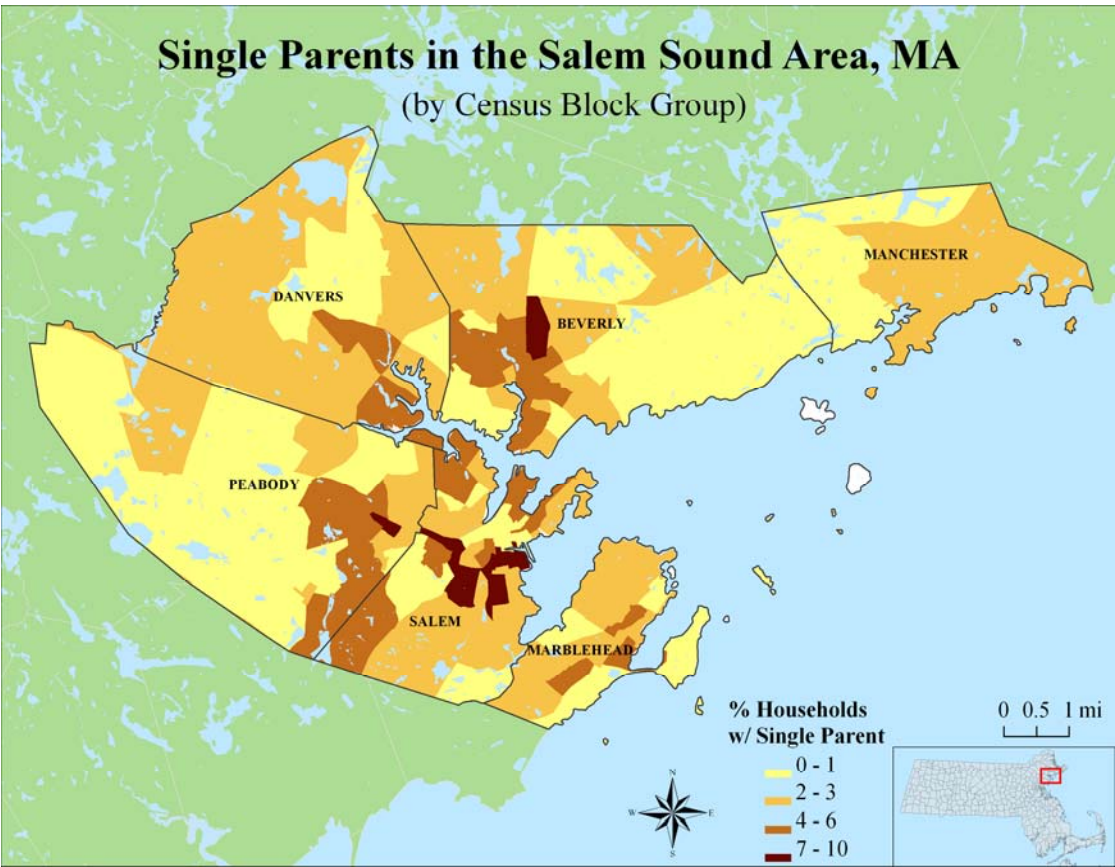 Single Parents in the Salem Sound Area, MA
(by Census Block Group)
MANCHESTER
DANVERS
BEVERLY
PEABODY
SALEM
MARBLEHEAD
% Households
w/ Single Parent
0 - 1
2 - 3
4 - 6
7 - 10
0 0.5 1 mi
N
W E
S